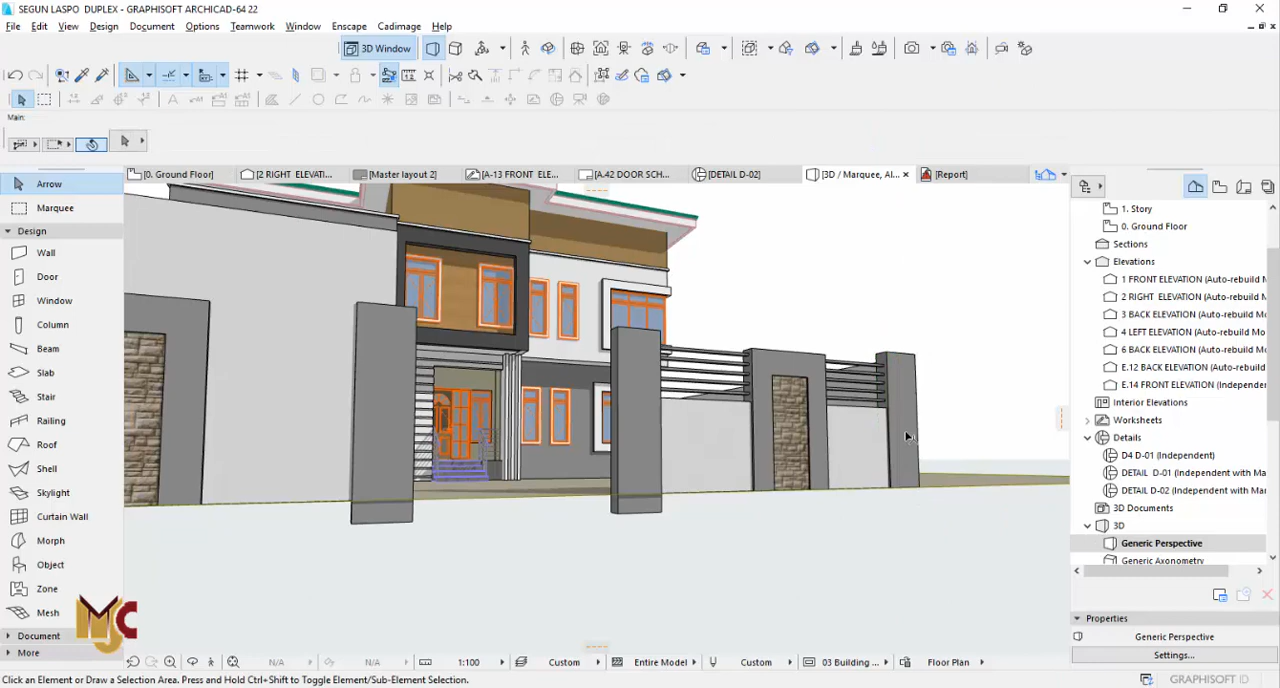 SEGUN LASPO  DUPLEX - GRAPHISOFT ARCHICAD-64 22
File Edit View Design Document Options Teamwork Window Enscape Cadimage Help
3D Window
Main:
[0. Ground Floor] [2 RIGHT  ELEVATI... [Master layout 2] [A-13 FRONT  ELE... [A.42 DOOR SCH... [DETAIL D-02] [3D / Marquee, Al... [Report]
Arrow
Marquee
Design
Wall
Door
Window
Column
Beam
Slab
Stair
Railing
Roof
Shell
Skylight
Curtain Wall
Morph
Object
Zone
Mesh
Document
More
1. Story
0. Ground Floor
Sections
Elevations
1 FRONT ELEVATION (Auto-rebuild M
2 RIGHT  ELEVATION (Auto-rebuild M
3 BACK ELEVATION (Auto-rebuild Mo
4 LEFT ELEVATION (Auto-rebuild Mo
6 BACK ELEVATION (Auto-rebuild Mo
E.12 BACK ELEVATION (Auto-rebuild
E.14 FRONT ELEVATION (Independen
Interior Elevations
Worksheets
Details
D4 D-01 (Independent)
DETAIL  D-01 (Independent with Mar
DETAIL D-02 (Independent with Mar
3D Documents
3D
Generic Perspective
Generic Axonometry
Properties
Generic Perspective
Settings...
MJC
N/A N/A 1:100 Custom Entire Model Custom 03 Building ... Floor Plan
Click an Element or Draw a Selection Area. Press and Hold Ctrl+Shift to Toggle Element/Sub-Element Selection.
GRAPHISOFT ID